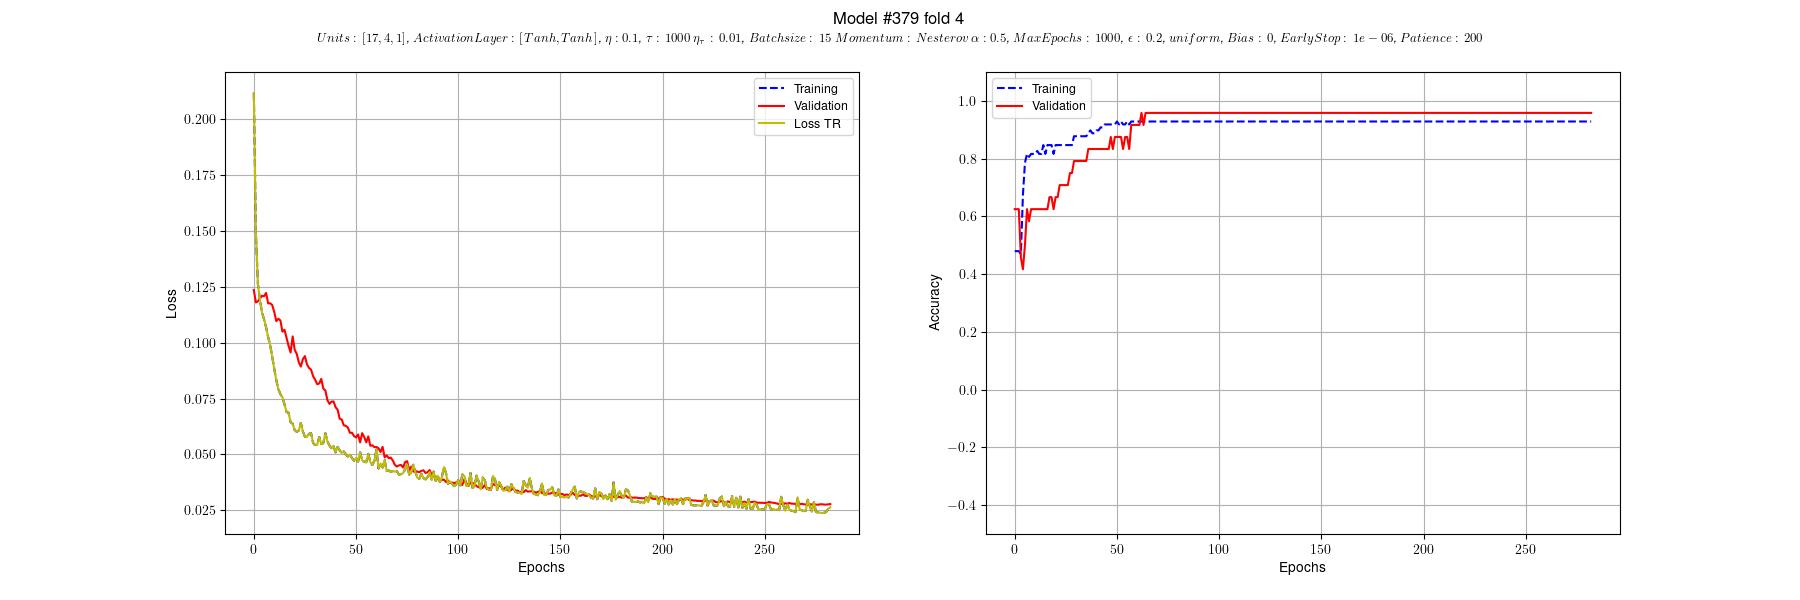 Model #379 fold 4
Units : [17, 4, 1], ActivationLayer : [Tanh, Tanh], η : 0.1, τ : 1000 η_τ : 0.01, Batchsize : 15 Momentum : Nesterov α : 0.5, MaxEpochs : 1000, ϵ : 0.2, uniform, Bias : 0, EarlyStop : 1e − 06, Patience : 200
Training
Validation
Loss TR
0.200
0.175
0.150
0.125
0.100
0.075
0.050
0.025
Loss
0 50 100 150 200 250
Epochs
Training
Validation
1.0
0.8
0.6
0.4
0.2
0.0
−0.2
−0.4
Accuracy
0 50 100 150 200 250
Epochs